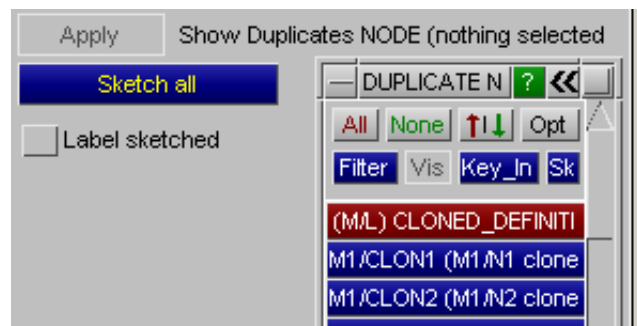 Apply Show Duplicates NODE (nothing selected
Sketch all
Label sketched
DUPLICATE N ? «
All None ↑I↓ Opt
Filter Vis Key_In Sk
(M/L) CLONED_DEFINITI
M1/CLON1 (M1/N1 clone
M1/CLON2 (M1/N2 clone